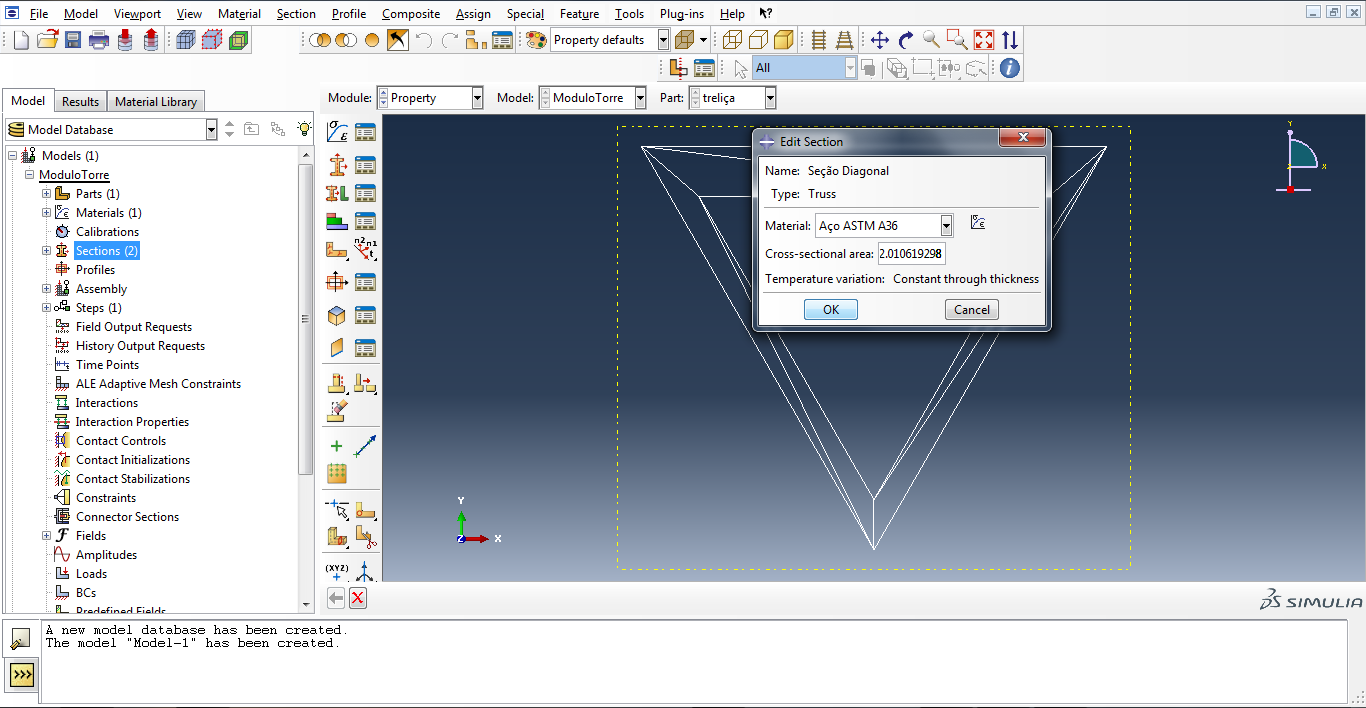 File Model Viewport View Material Section Profile Composite Assign Special Feature Tools Plug-ins Help
Property defaults
All
Model Results Material Library
Module: Property Model: ModuloTorre Part: treliça
Model Database
Models (1)
ModuloTorre
Parts (1)
Materials (1)
Calibrations
Sections (2)
Profiles
Assembly
Steps (1)
Field Output Requests
History Output Requests
Time Points
ALE Adaptive Mesh Constraints
Interactions
Interaction Properties
Contact Controls
Contact Initializations
Contact Stabilizations
Constraints
Connector Sections
Fields
Amplitudes
Loads
BCs
Predefined Fields
n2 n1
(XYZ)
Edit Section
Name: Seção Diagonal
Type: Truss
Material: Aço ASTM A36
Cross-sectional area: 2.010619298
Temperature variation: Constant through thickness
OK Cancel
Y
X
Y
Z X
SIMULIA
A new model database has been created.
The model "Model-1" has been created.
>>>